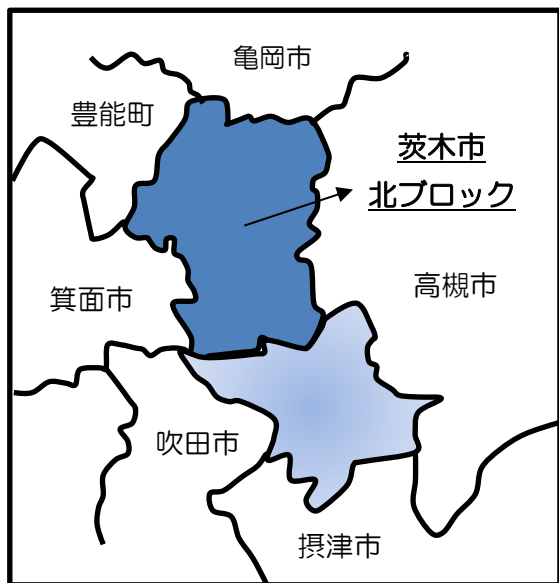 亀岡市
豊能町
茨木市
北ブロック
箕面市
高槻市
吹田市
摂津市